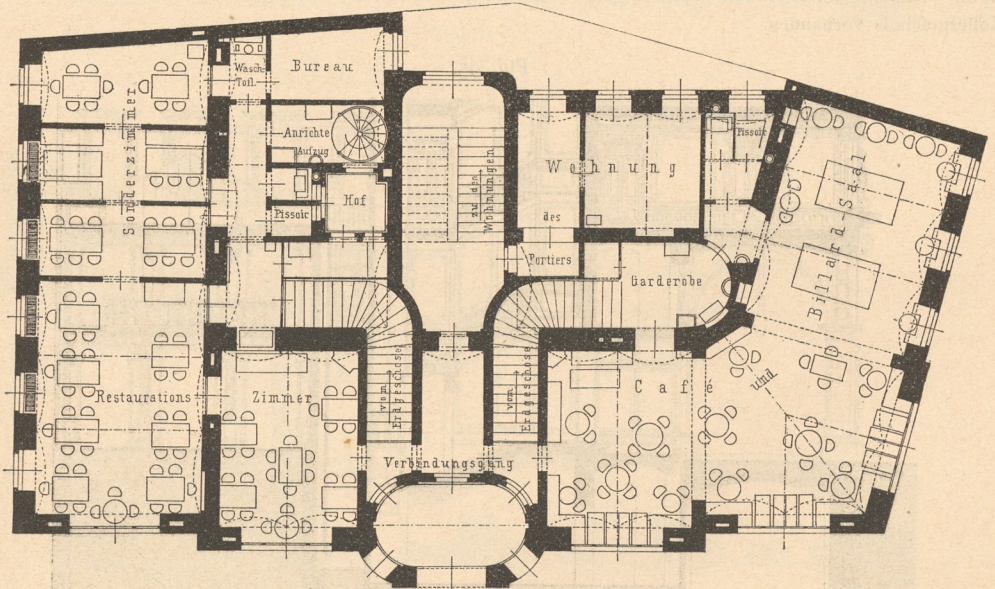 Wasch-
Toil.
Bureau
Sonderzimmer
Anrichte
Aufzug
Pissoir
Hof
zu den
Wohnungen
Wohnung
des
Portiers
Pissoir
Garderobe
Billard-Saal
und
Café
Restaurations
Zimmer
vom
Erdgeschoss
vom
Erdgeschoss
Verbindungsgang